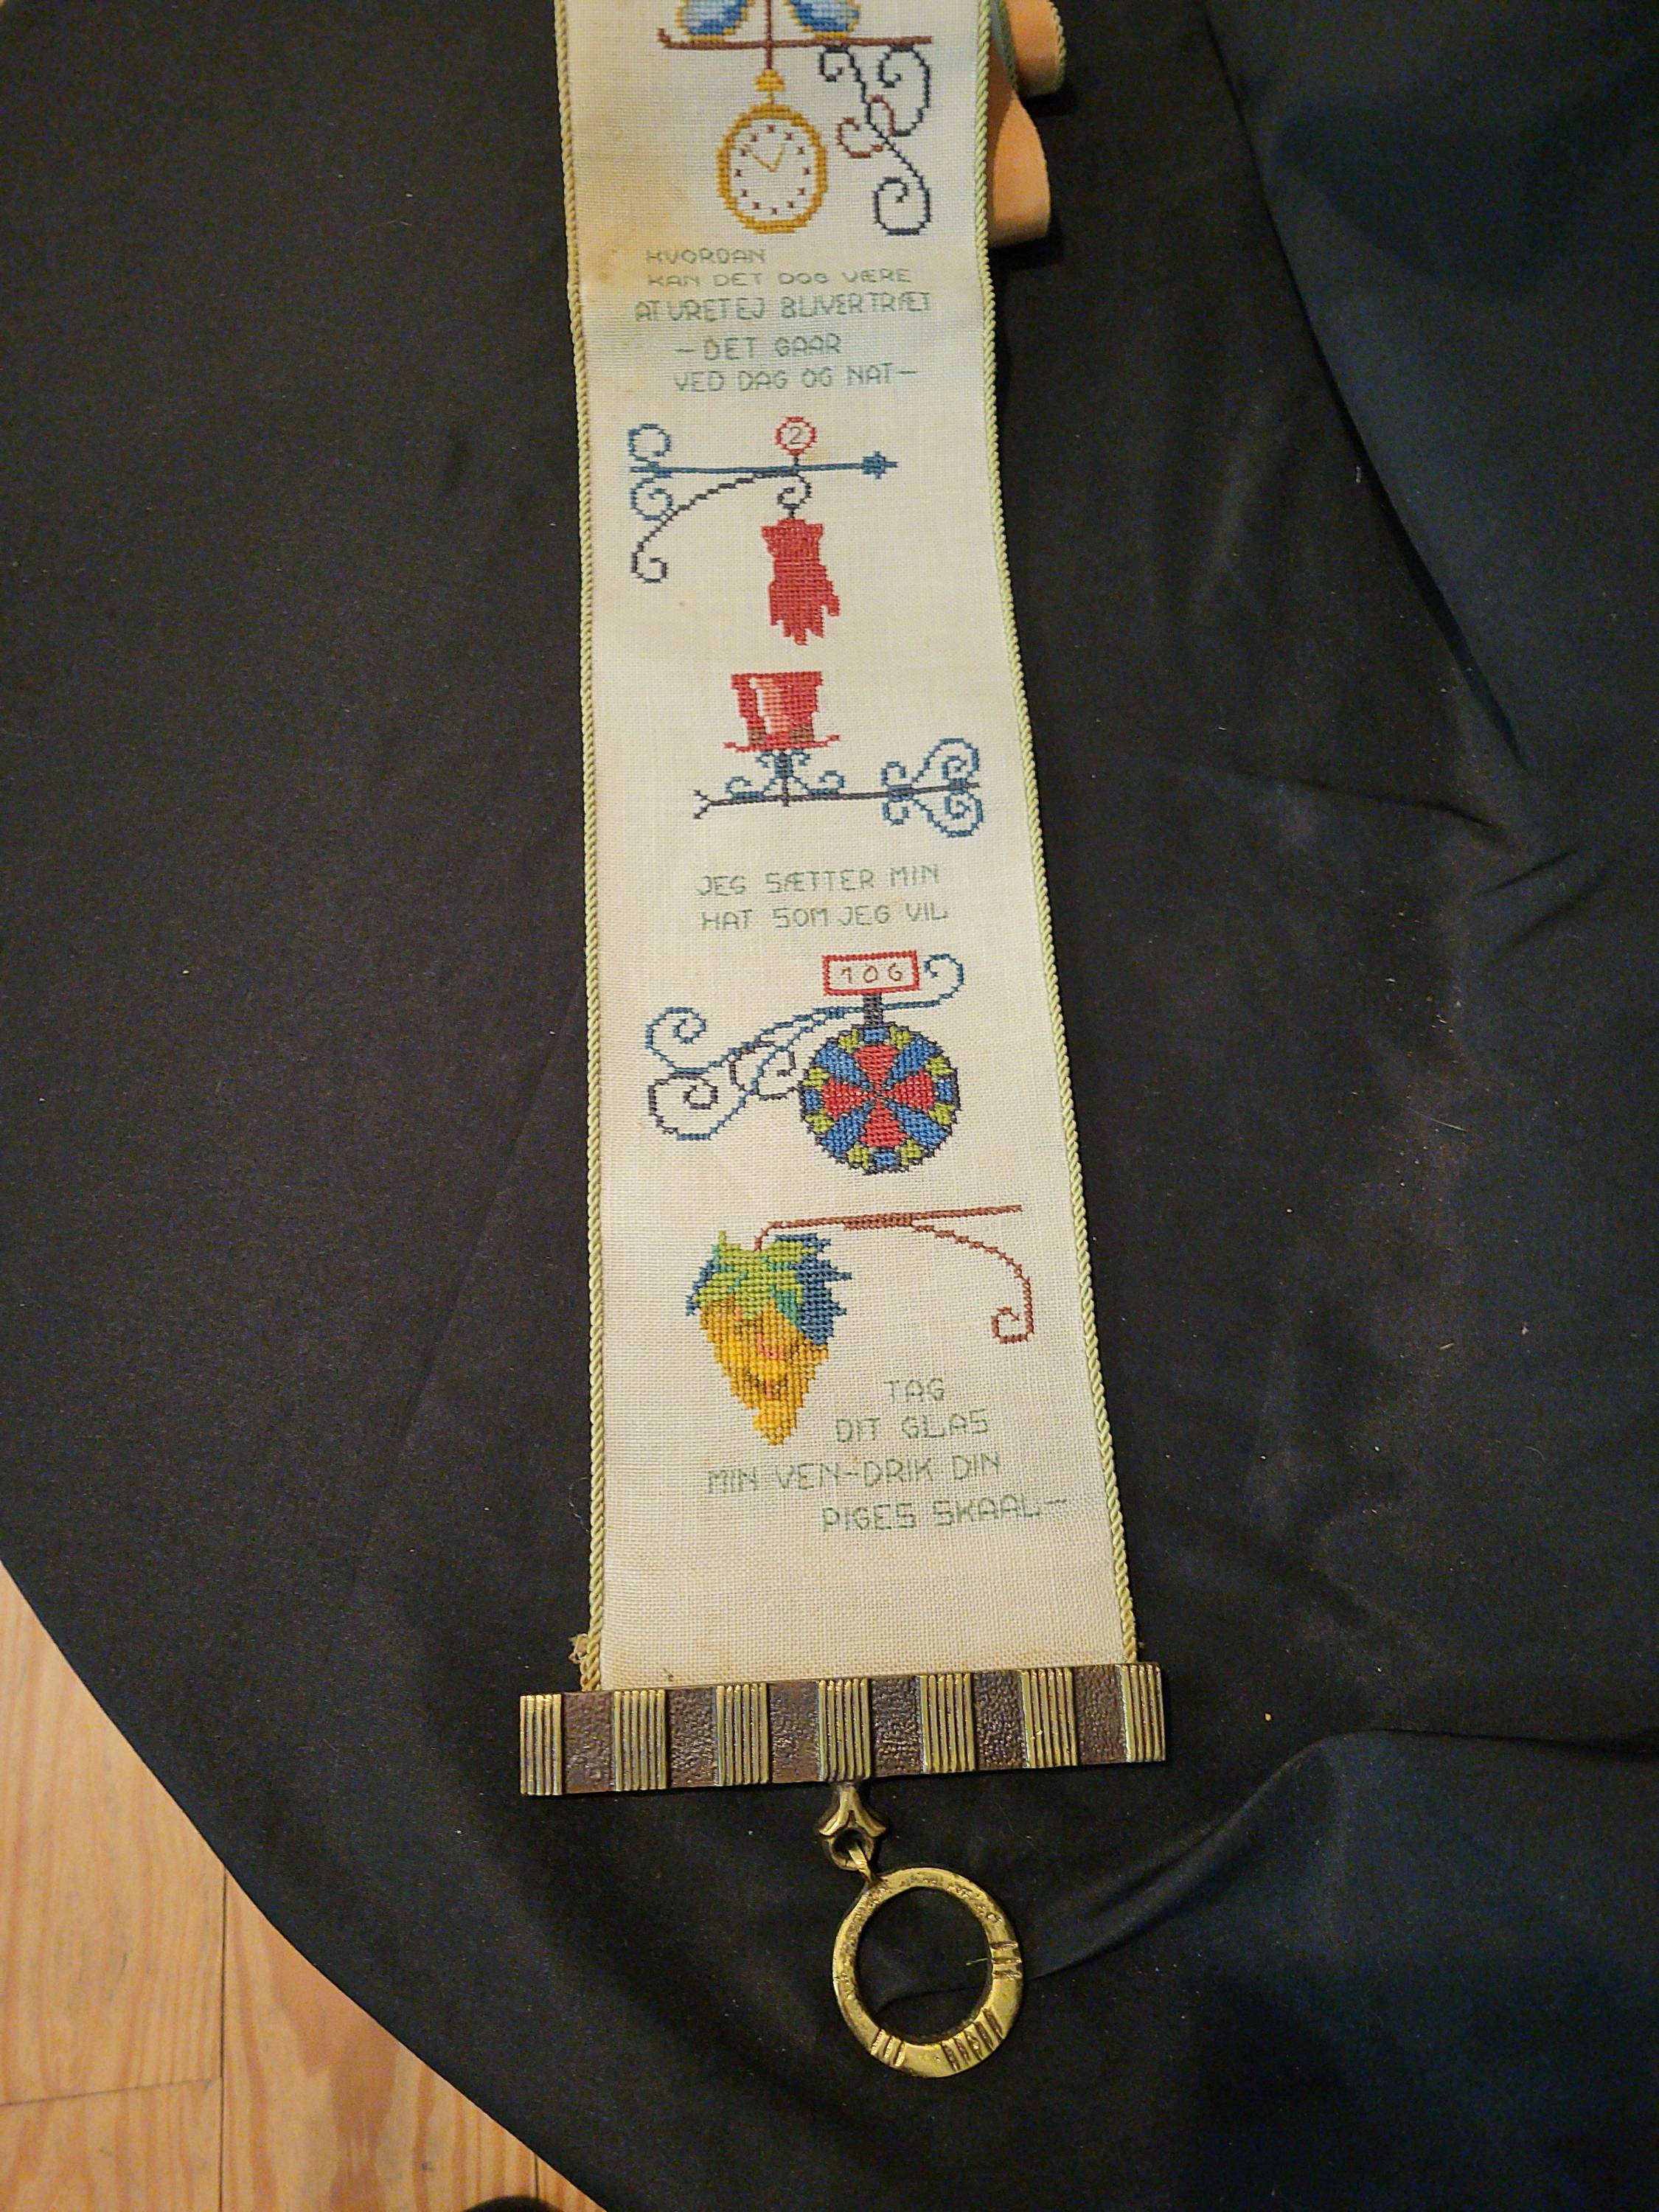 HVORDAN
KAN DET DOG VÆRE
AT URET EJ BLIVER TRÆT
— DET GAAR
VED DAG OG NAT —
2
JEG SÆTTER MIN
HAT SOM JEG VIL
106
TAG
DIT GLAS
MIN VEN - DRIK DIN
PIGES SKAAL —